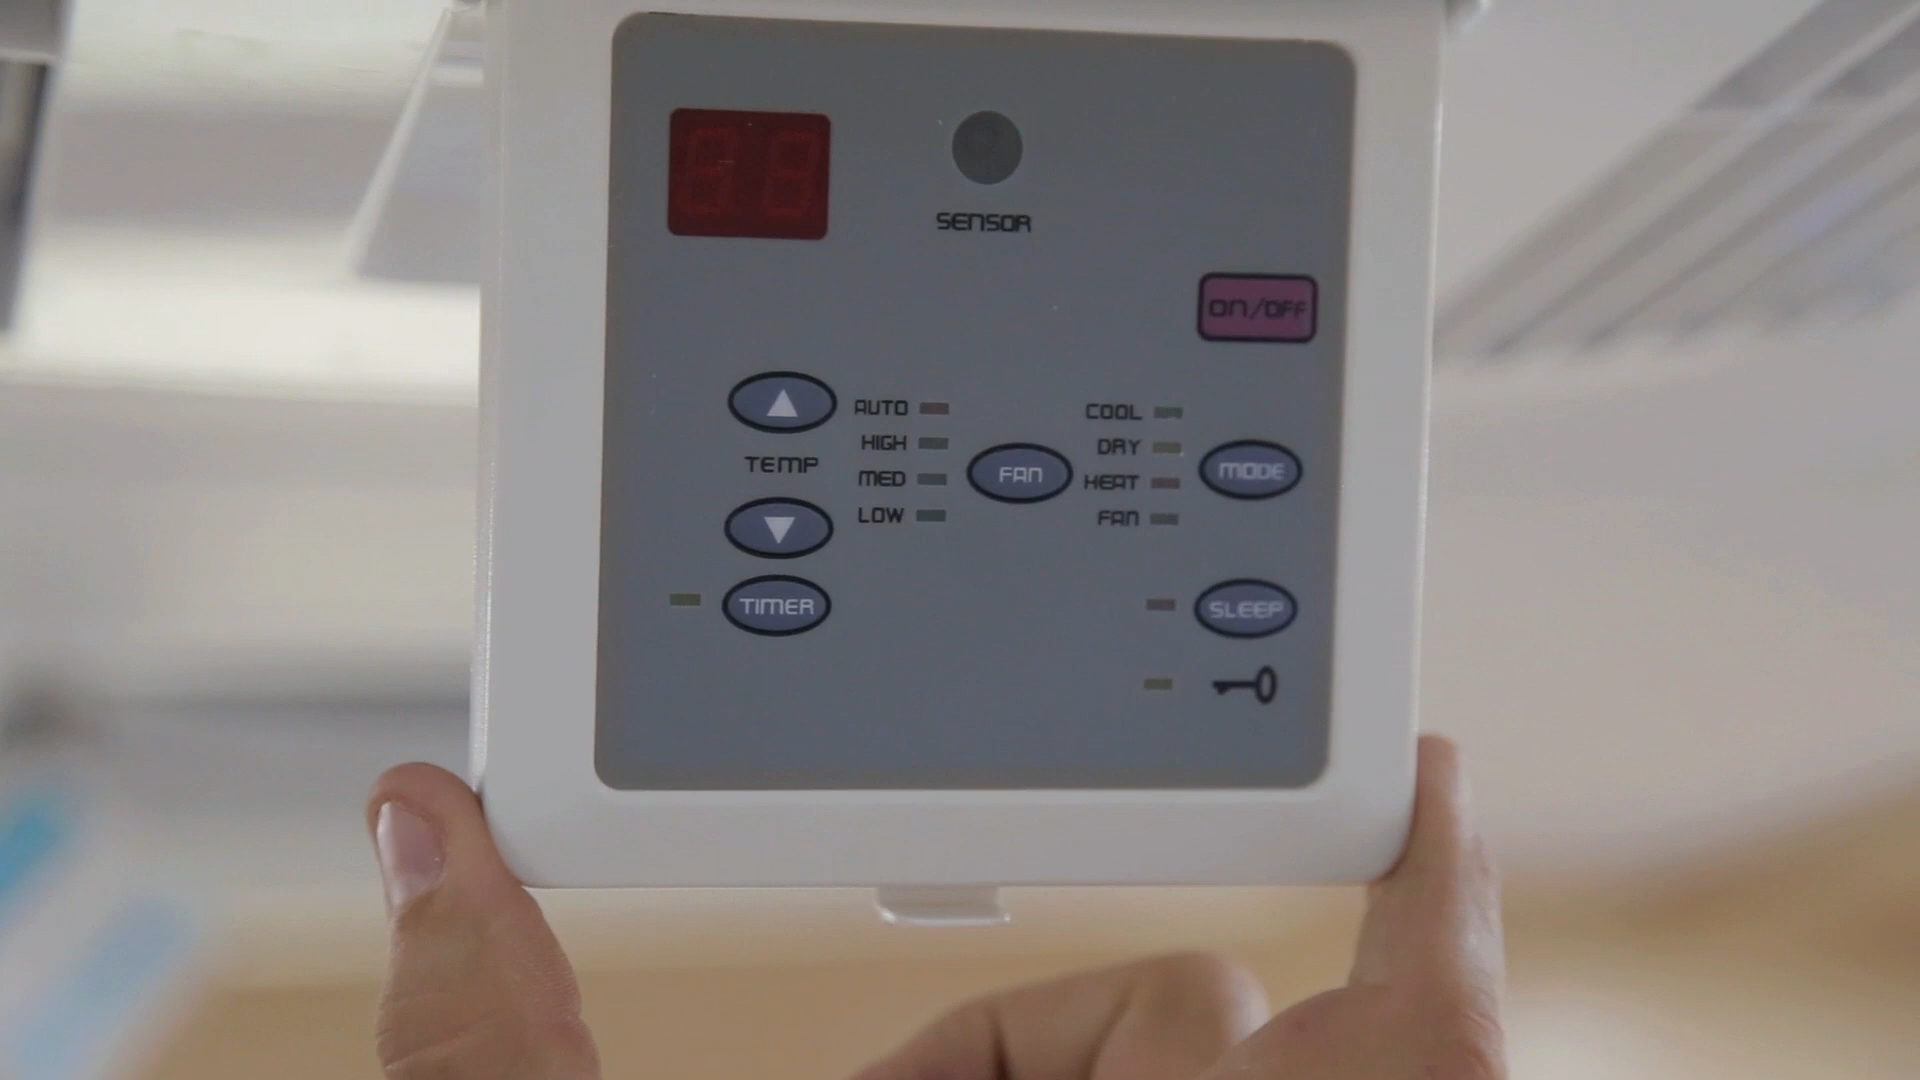 SENSOR
ON/OFF
AUTO
COOL
HIGH
DRY
TEMP
FAN
MODE
MED
HEAT
LOW
FAN
TIMER
SLEEP